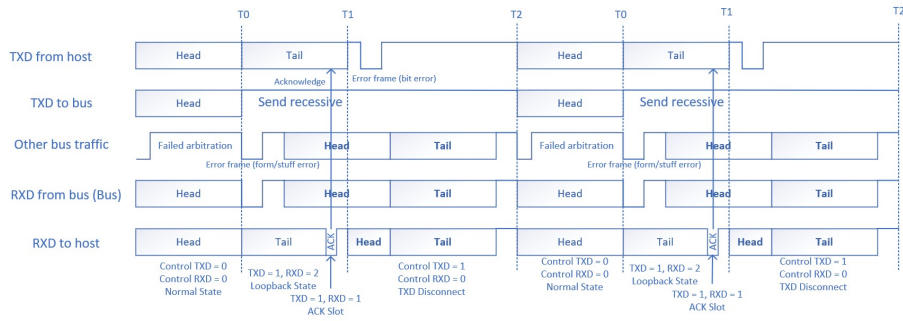 T0 T1 T2 T0 T1 T2
TXD from host Head Tail Head Tail
Acknowledge Error frame (bit error)
TXD to bus Head Send recessive Head Send recessive
Other bus traffic Failed arbitration Head Tail Failed arbitration Head Tail
Error frame (form/stuff error) Error frame (form/stuff error)
RXD from bus (Bus) Head Head Tail Head Head Tail
RXD to host Head Tail ACK Head Tail Head Tail ACK Head Tail
Control TXD = 0
Control RXD = 0
Normal State
TXD = 1, RXD = 2
Loopback State
TXD = 1, RXD = 1
ACK Slot
Control TXD = 1
Control RXD = 0
TXD Disconnect
Control TXD = 0
Control RXD = 0
Normal State
TXD = 1, RXD = 2
Loopback State
TXD = 1, RXD = 1
ACK Slot
Control TXD = 1
Control RXD = 0
TXD Disconnect